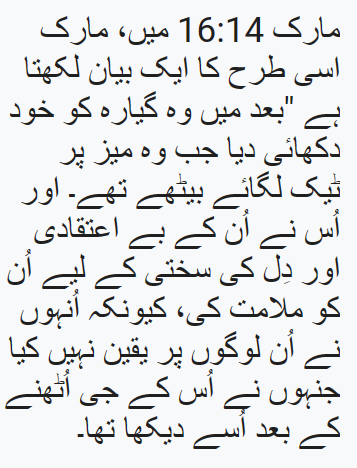 مارک 16:14 میں، مارک
اسی طرح کا ایک بیان لکھتا
ہے "بعد میں وہ گیارہ کو خود
دکھائی دیا جب وہ میز پر
ٹیک لگائے بیٹھے تھے۔ اور
اُس نے اُن کے بے اعتقادی
اور دِل کی سختی کے لیے اُن
کو ملامت کی، کیونکہ اُنہوں
نے اُن لوگوں پر یقین نہیں کیا
جنہوں نے اُس کے جی اُٹھنے
کے بعد اُسے دیکھا تھا۔